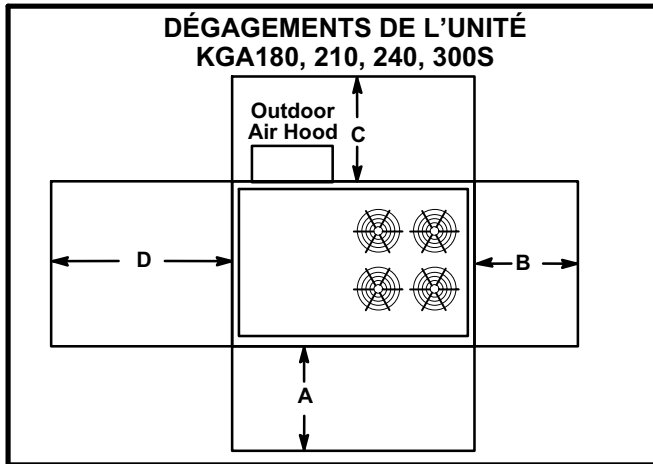 DÉGAGEMENTS DE L’UNITÉ
KGA180, 210, 240, 300S
Outdoor
Air Hood
C
D
B
A